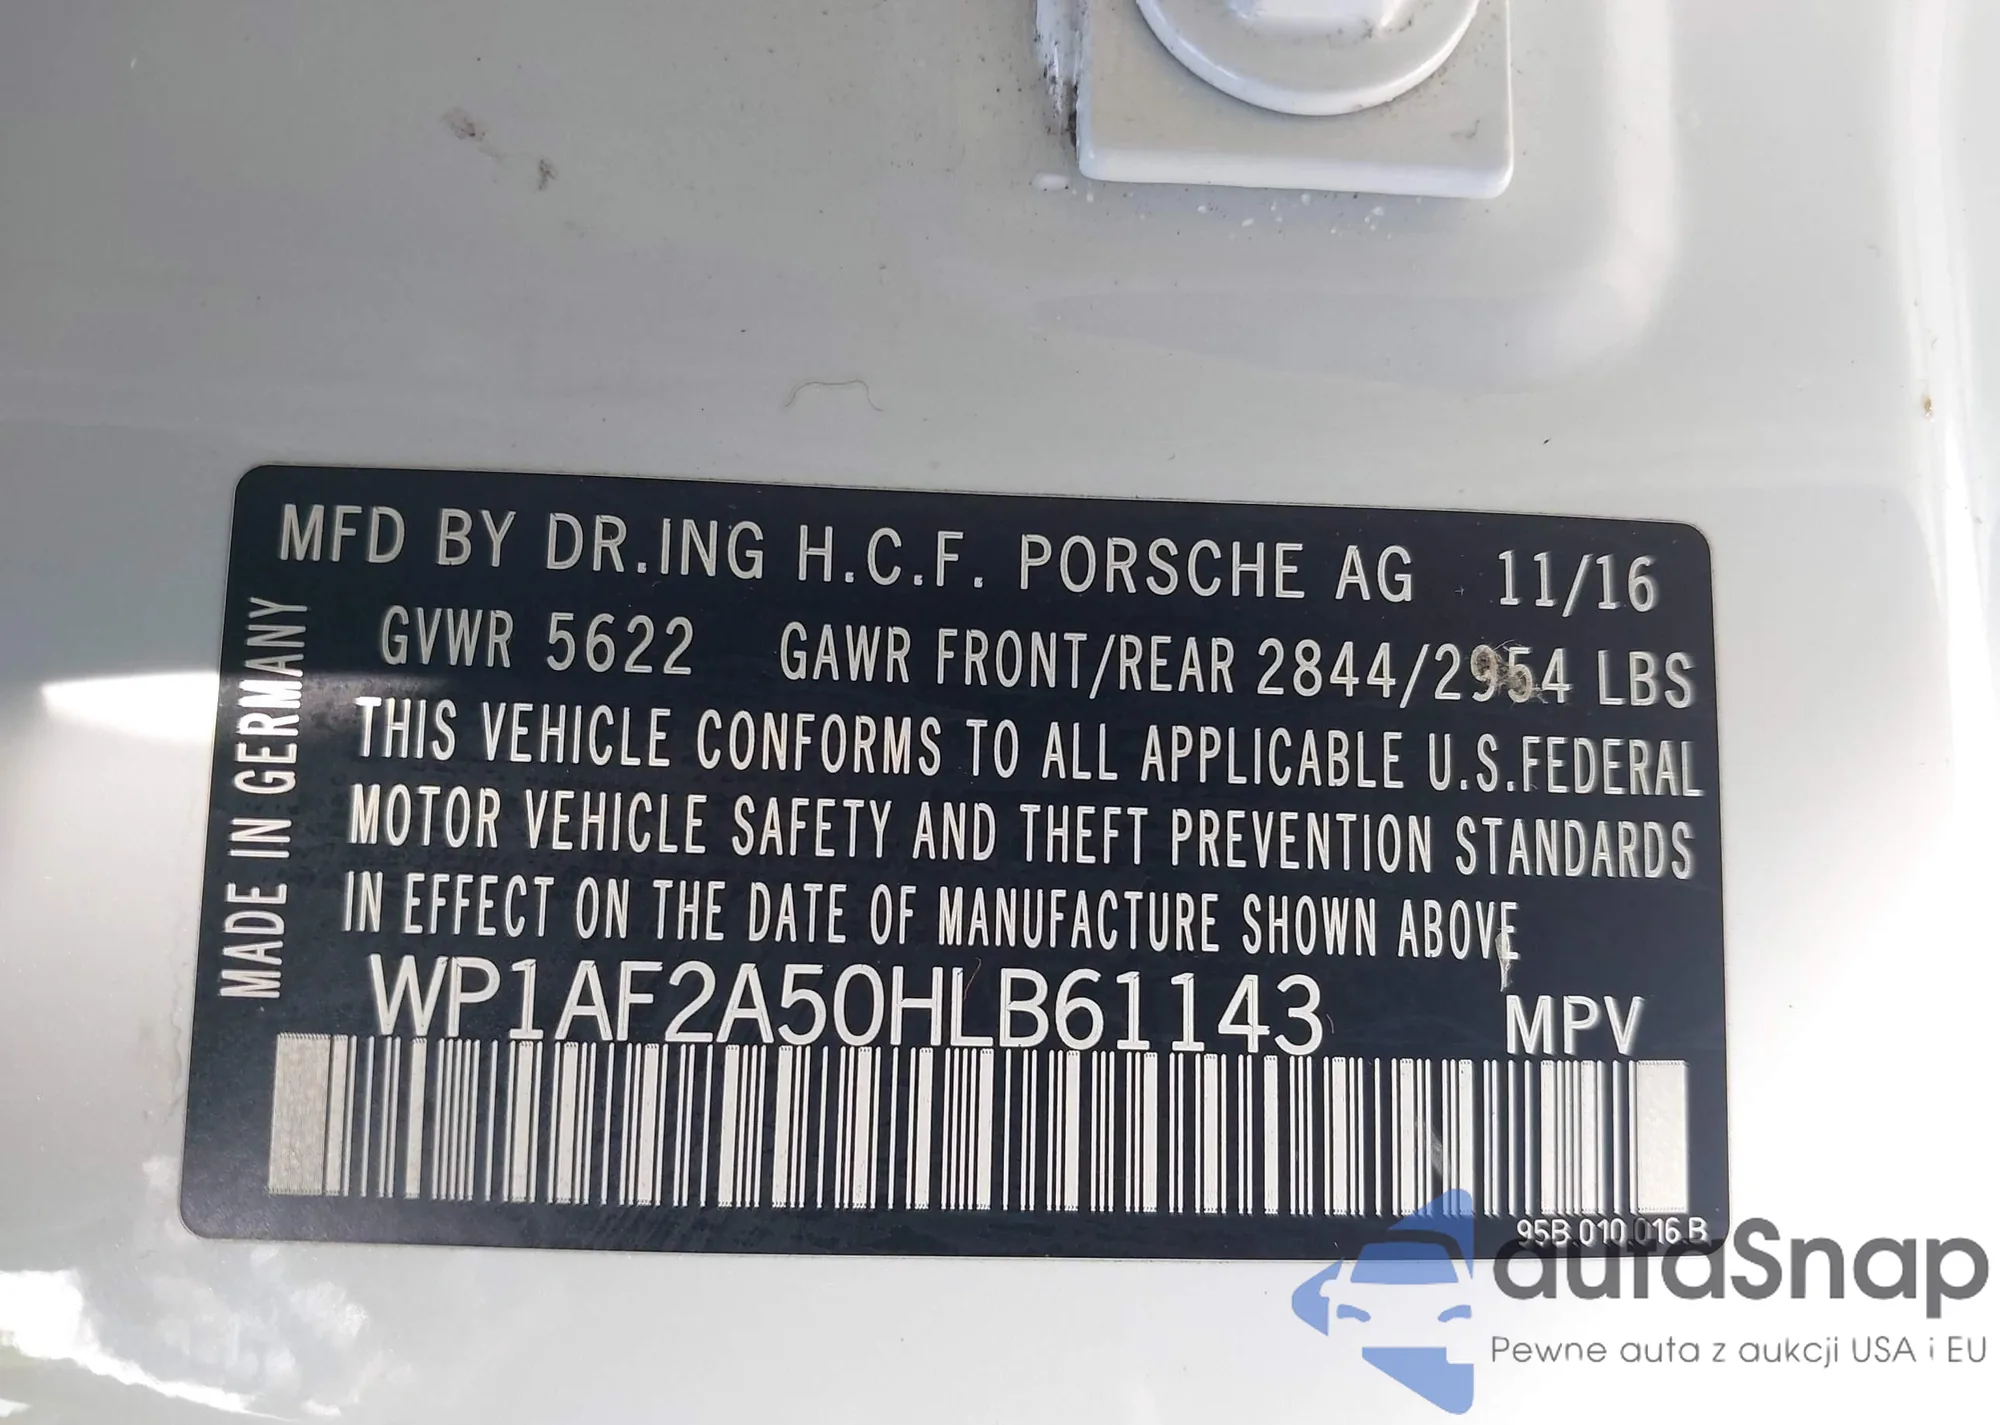 MFD BY DR.ING H.C.F. PORSCHE AG 11/16
GVWR 5622 GAWR FRONT/REAR 2844/2954 LBS
THIS VEHICLE CONFORMS TO ALL APPLICABLE U.S.FEDERAL
MOTOR VEHICLE SAFETY AND THEFT PREVENTION STANDARDS
IN EFFECT ON THE DATE OF MANUFACTURE SHOWN ABOVE
WP1AF2A50HLB61143 MPV
MADE IN GERMANY
95B.010.016.B
autaSnap
Pewne auta z aukcji USA i EU